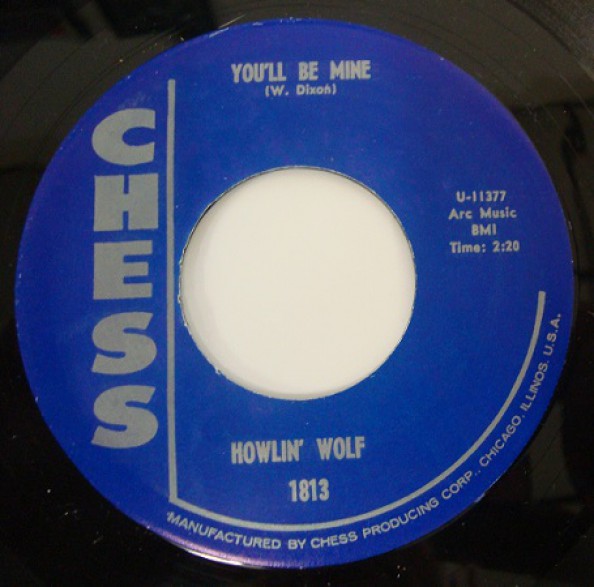 YOU'LL BE MINE
(W. Dixon)
CHESS
U-11377
Arc Music
BMI
Time: 2:20
HOWLIN' WOLF
1813
MANUFACTURED BY CHESS PRODUCING CORP., CHICAGO, ILLINOS, U.S.A.